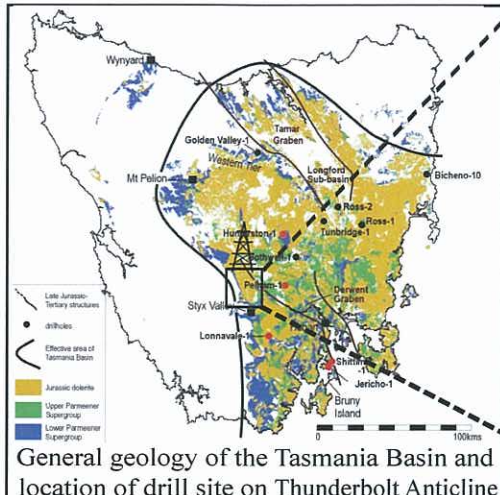 Wynyard
Tamar
Graben
Golden Valley-1
Western Tier
Longford
Sub-basin
Bicheno-10
Mt Pelion
Ross-2
Ross-1
Tunbridge-1
Hunterston-1
Bothwell-1
Pelham-1
Derwent
Graben
Styx Vall
Lonnavale-1
Shittim
-1
Jericho-1
Bruny
Island
Late Jurassic-
Tertiary structures
drillholes
Effective area of
Tasmania Basin
Jurassic dolerite
Upper Parmeener
Supergroup
Lower Parmeener
Supergroup
0
100kms
General geology of the Tasmania Basin and
location of drill site on Thunderbolt Anticline